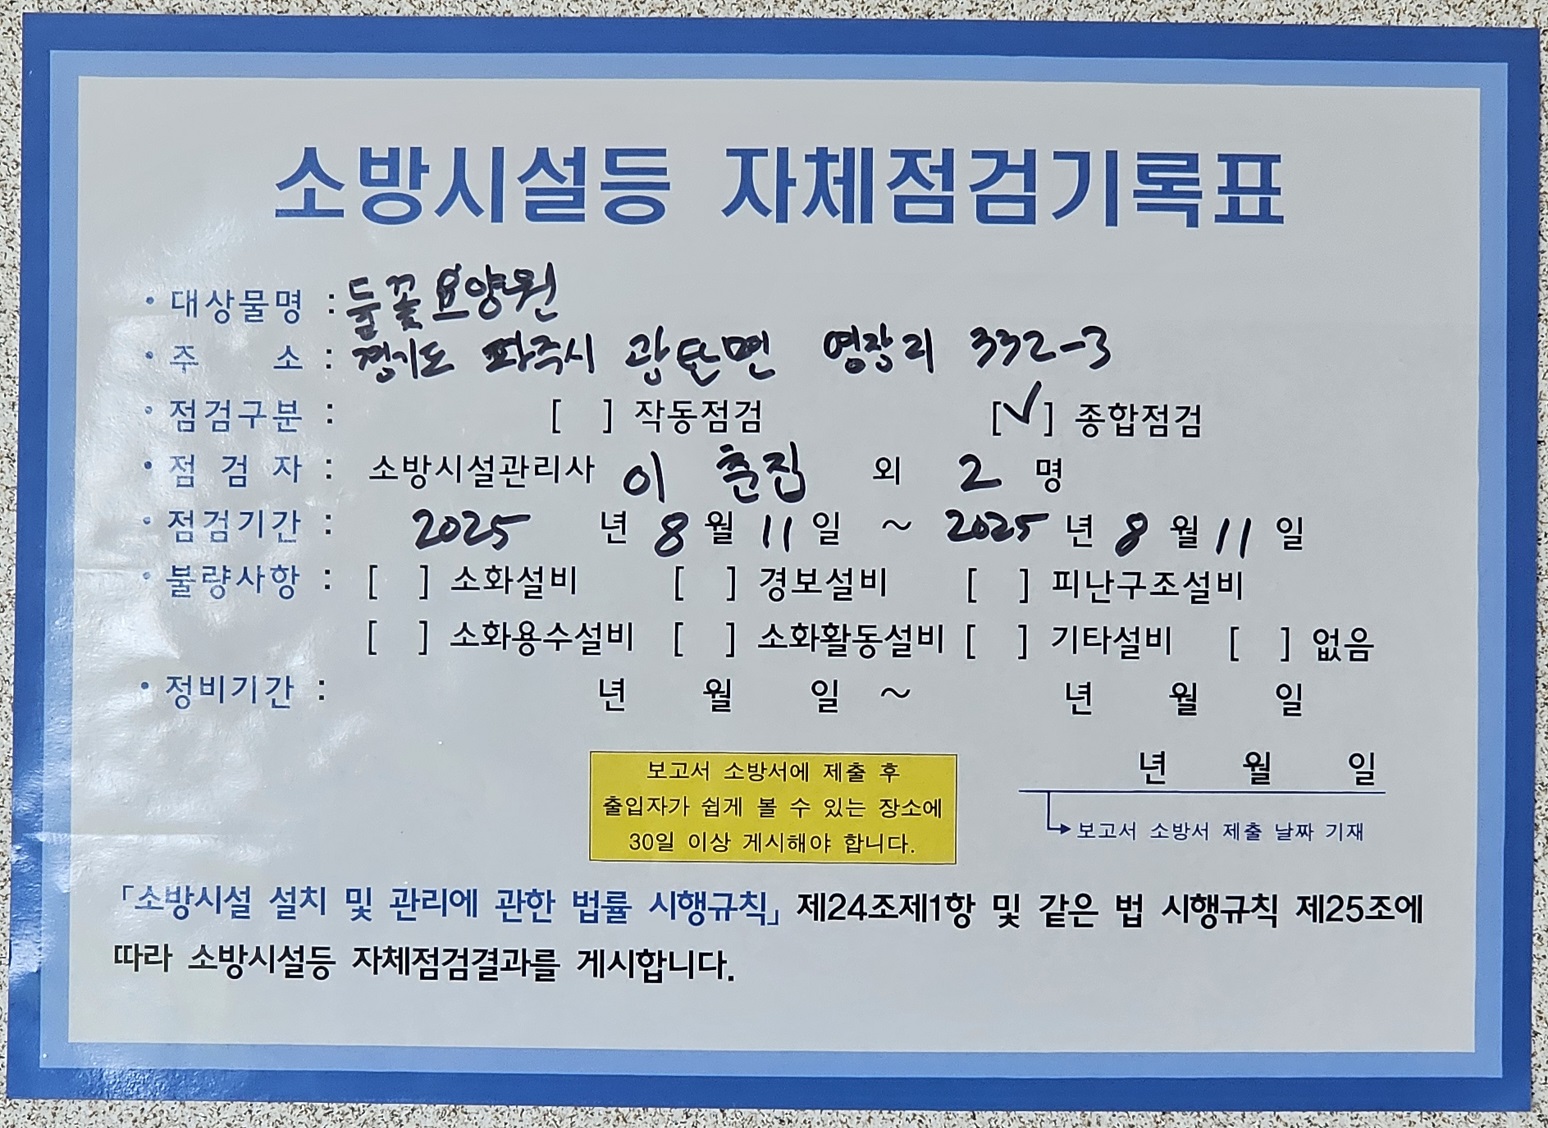 소방시설등 자체점검기록표
• 대상물명 : 들꽃요양원
• 주 소 : 경기도 파주시 광탄면 영장리 332-3
• 점검구분 : [ ] 작동점검 [✓] 종합점검
• 점 검 자 : 소방시설관리사 이 춘집 외 2 명
• 점검기간 : 2025 년 8 월 11 일 ~ 2025 년 8 월 11 일
• 불량사항 : [ ] 소화설비 [ ] 경보설비 [ ] 피난구조설비
[ ] 소화용수설비 [ ] 소화활동설비 [ ] 기타설비 [ ] 없음
• 정비기간 : 년 월 일 ~ 년 월 일
년 월 일
보고서 소방서에 제출 후
출입자가 쉽게 볼 수 있는 장소에
30일 이상 게시해야 합니다.
보고서 소방서 제출 날짜 기재
「소방시설 설치 및 관리에 관한 법률 시행규칙」 제24조제1항 및 같은 법 시행규칙 제25조에
따라 소방시설등 자체점검결과를 게시합니다.